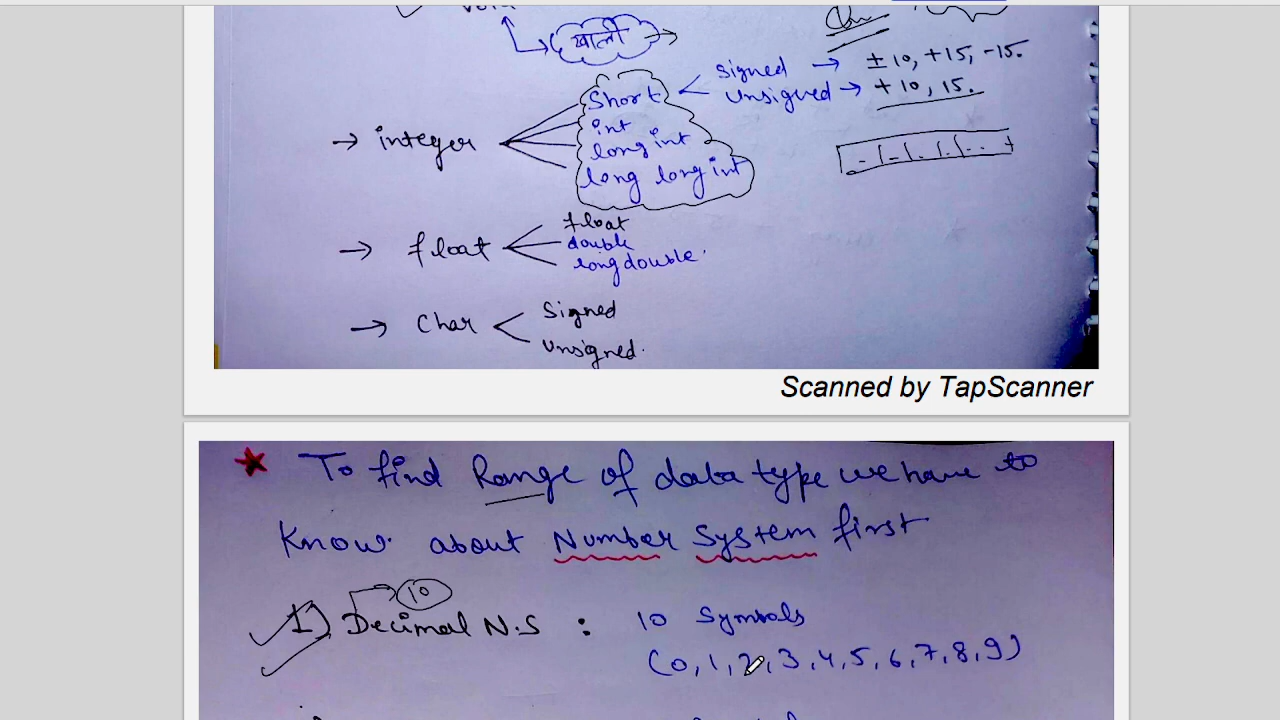 खाली
signed → ± 10, +15, -15.
Short unsigned → + 10, 15.
int
→ integer
long int
long long int
float
→ float double
long double.
Signed
→ Char
Unsigned.
Scanned by TapScanner
* To find Range of data type we have to
Know about Number System first
10
1) Decimal N.S : 10 Symbols
(0, 1, 2, 3, 4, 5, 6, 7, 8, 9)